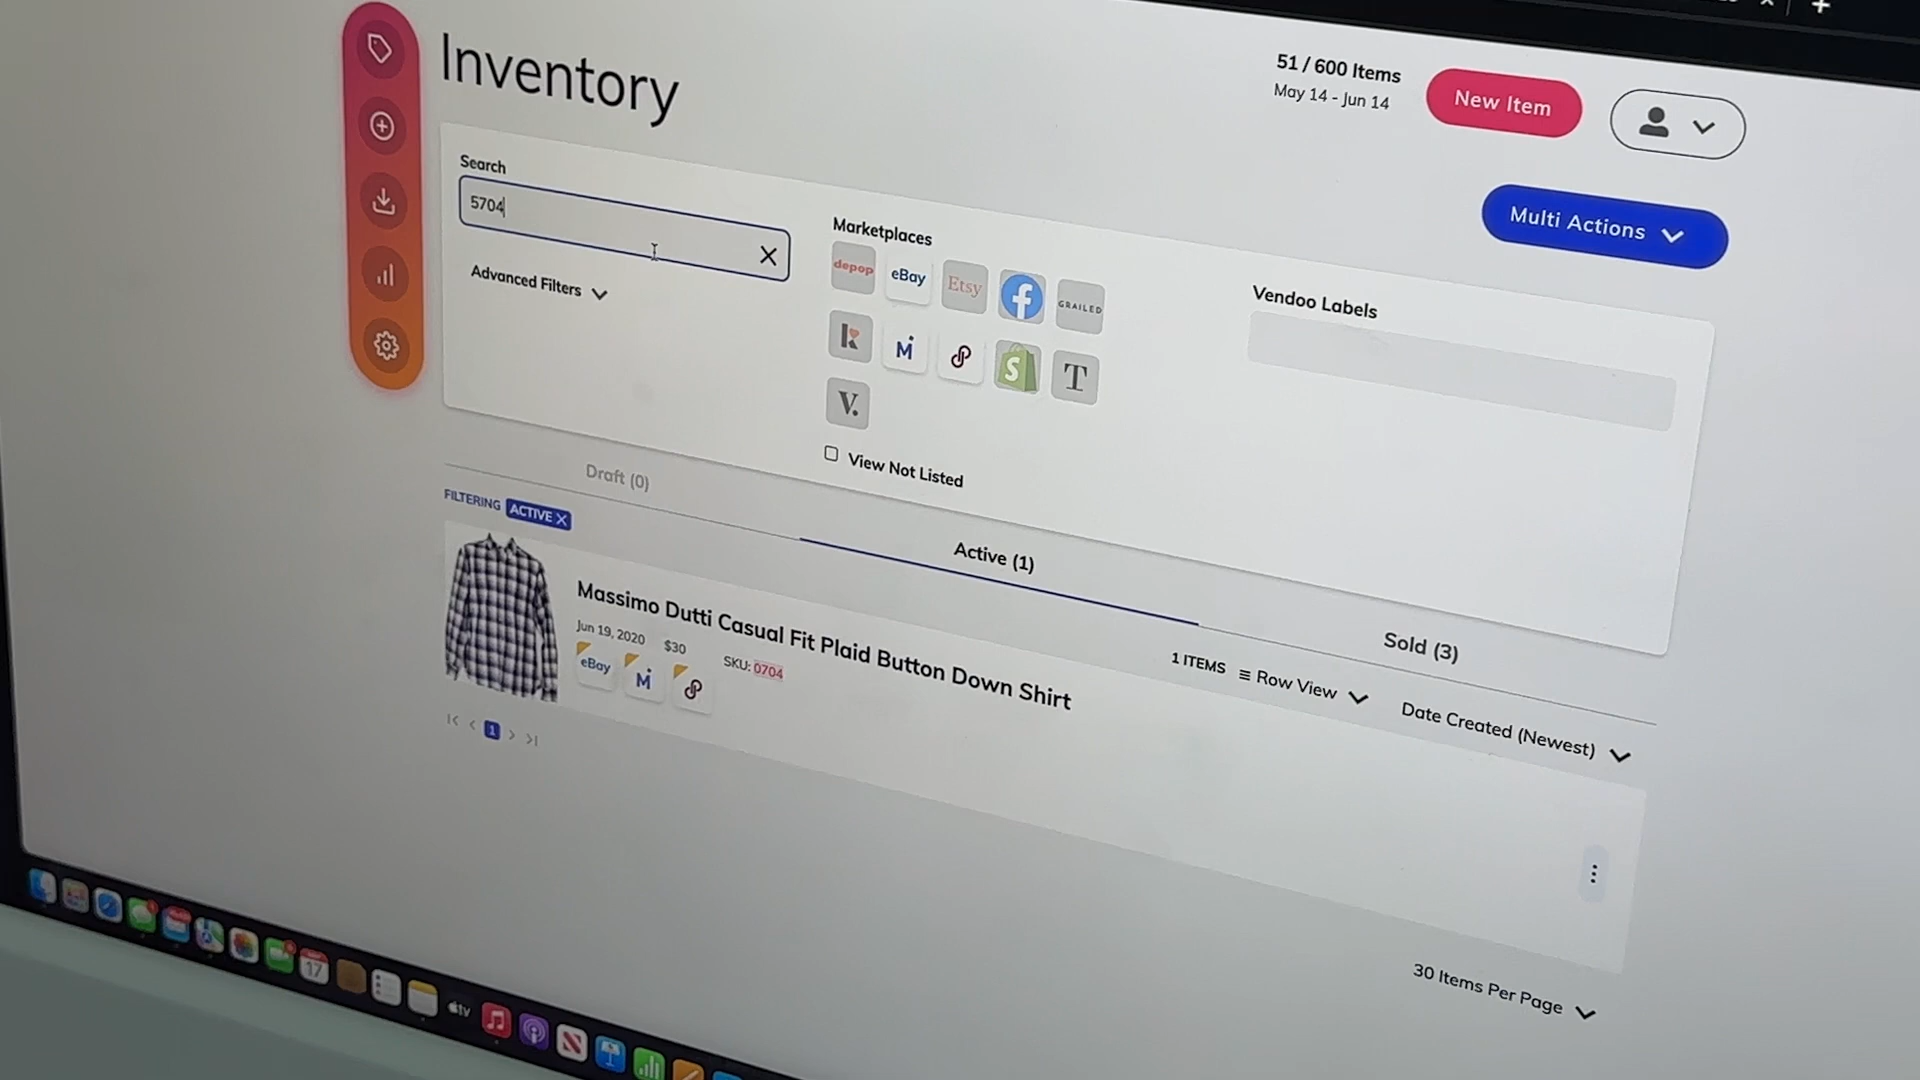 Inventory
51 / 600 Items
May 14 - Jun 14
New Item
Multi Actions
Search
5704
Advanced Filters
Marketplaces
depop
eBay
Etsy
GRAILED
View Not Listed
Vendoo Labels
Draft (0)
Active (1)
Sold (3)
FILTERING ACTIVE X
1 ITEMS
Row View
Date Created (Newest)
Massimo Dutti Casual Fit Plaid Button Down Shirt
Jun 19, 2020
$30
SKU: 0704
eBay
1
30 Items Per Page
17
tv